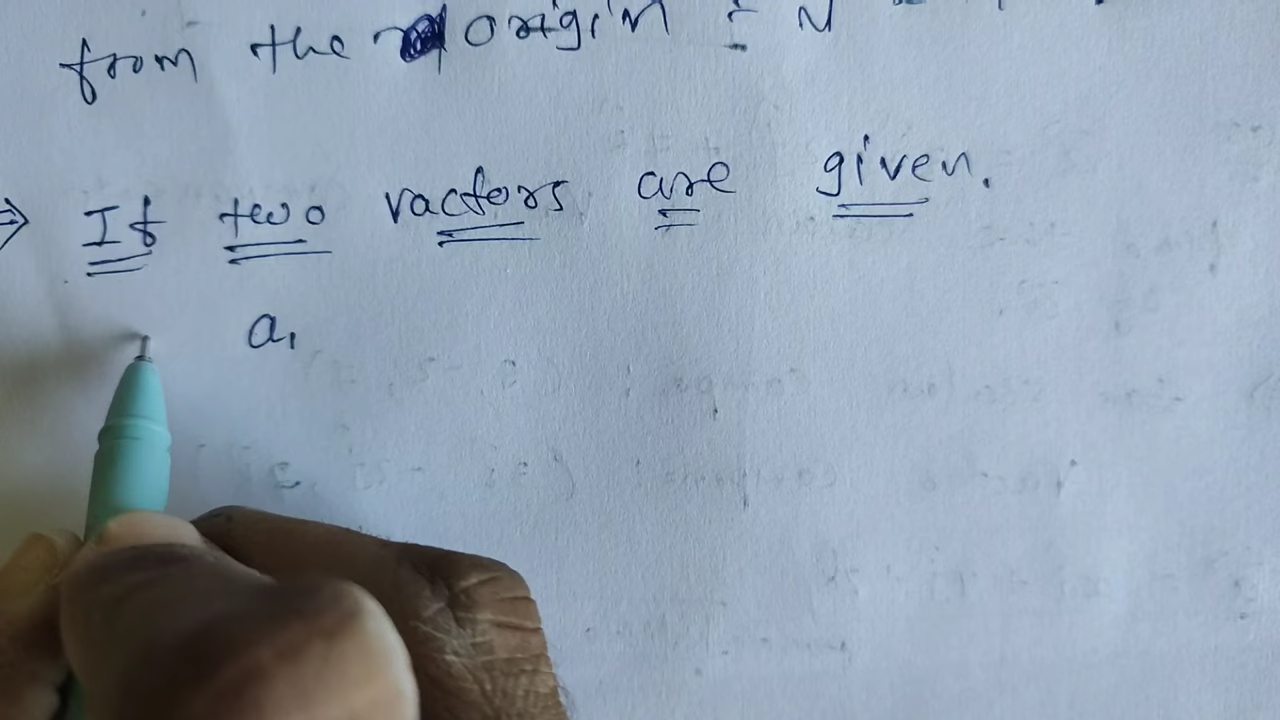 from the origin = N
⇒ If two vactors are given.
a₁